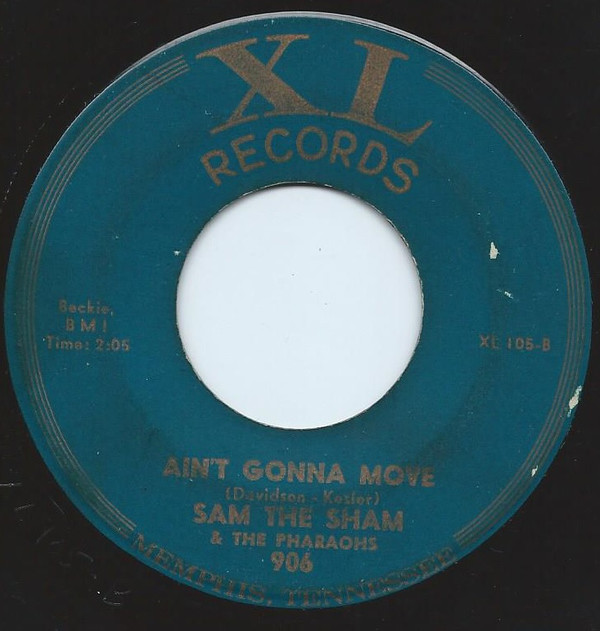 XL
RECORDS
Beckie,
BMI
Time: 2:05
XL 105-B
AIN'T GONNA MOVE
(Davidson - Kesler)
SAM THE SHAM
& THE PHARAOHS
906
MEMPHIS, TENNESSEE